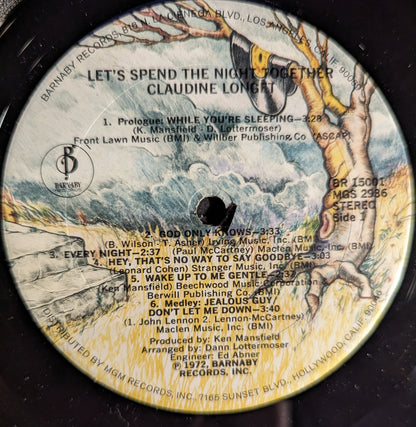 BARNABY RECORDS, 816 N. LA CIENEGA BLVD., LOS ANGELES, CALIF. 90069
LET'S SPEND THE NIGHT TOGETHER
CLAUDINE LONGET
1. Prologue: WHILE YOU'RE SLEEPING—3:28
(K. Mansfield - D. Lottermoser)
Front Lawn Music (BMI) & Wilber Publishing Co. (ASCAP)
B
BARNABY
RECORDS
BR 15001
MGS 2936
STEREO
Side 1
2. GOD ONLY KNOWS—3:33
(B. Wilson - T. Asher) Irving Music, Inc. (BMI)
3. EVERY NIGHT—2:37 (Paul McCartney) Maclen Music, Inc. (BMI)
4. HEY, THAT'S NO WAY TO SAY GOODBYE—3:03
(Leonard Cohen) Stranger Music, Inc. (BMI)
5. WAKE UP TO ME GENTLE—3:32
(Ken Mansfield) Beechwood Music Corporation
Berwill Publishing Co. (BMI)
6. Medley: JEALOUS GUY/
DON'T LET ME DOWN—3:40
(1. John Lennon 2. Lennon-McCartney)
Maclen Music, Inc. (BMI)
Produced by: Ken Mansfield
Arranged by: Dann Lottermoser
Engineer: Ed Abner
℗ 1972, BARNABY
RECORDS, INC.
DISTRIBUTED BY MGM RECORDS, INC., 7165 SUNSET BLVD., HOLLYWOOD, CALIF.